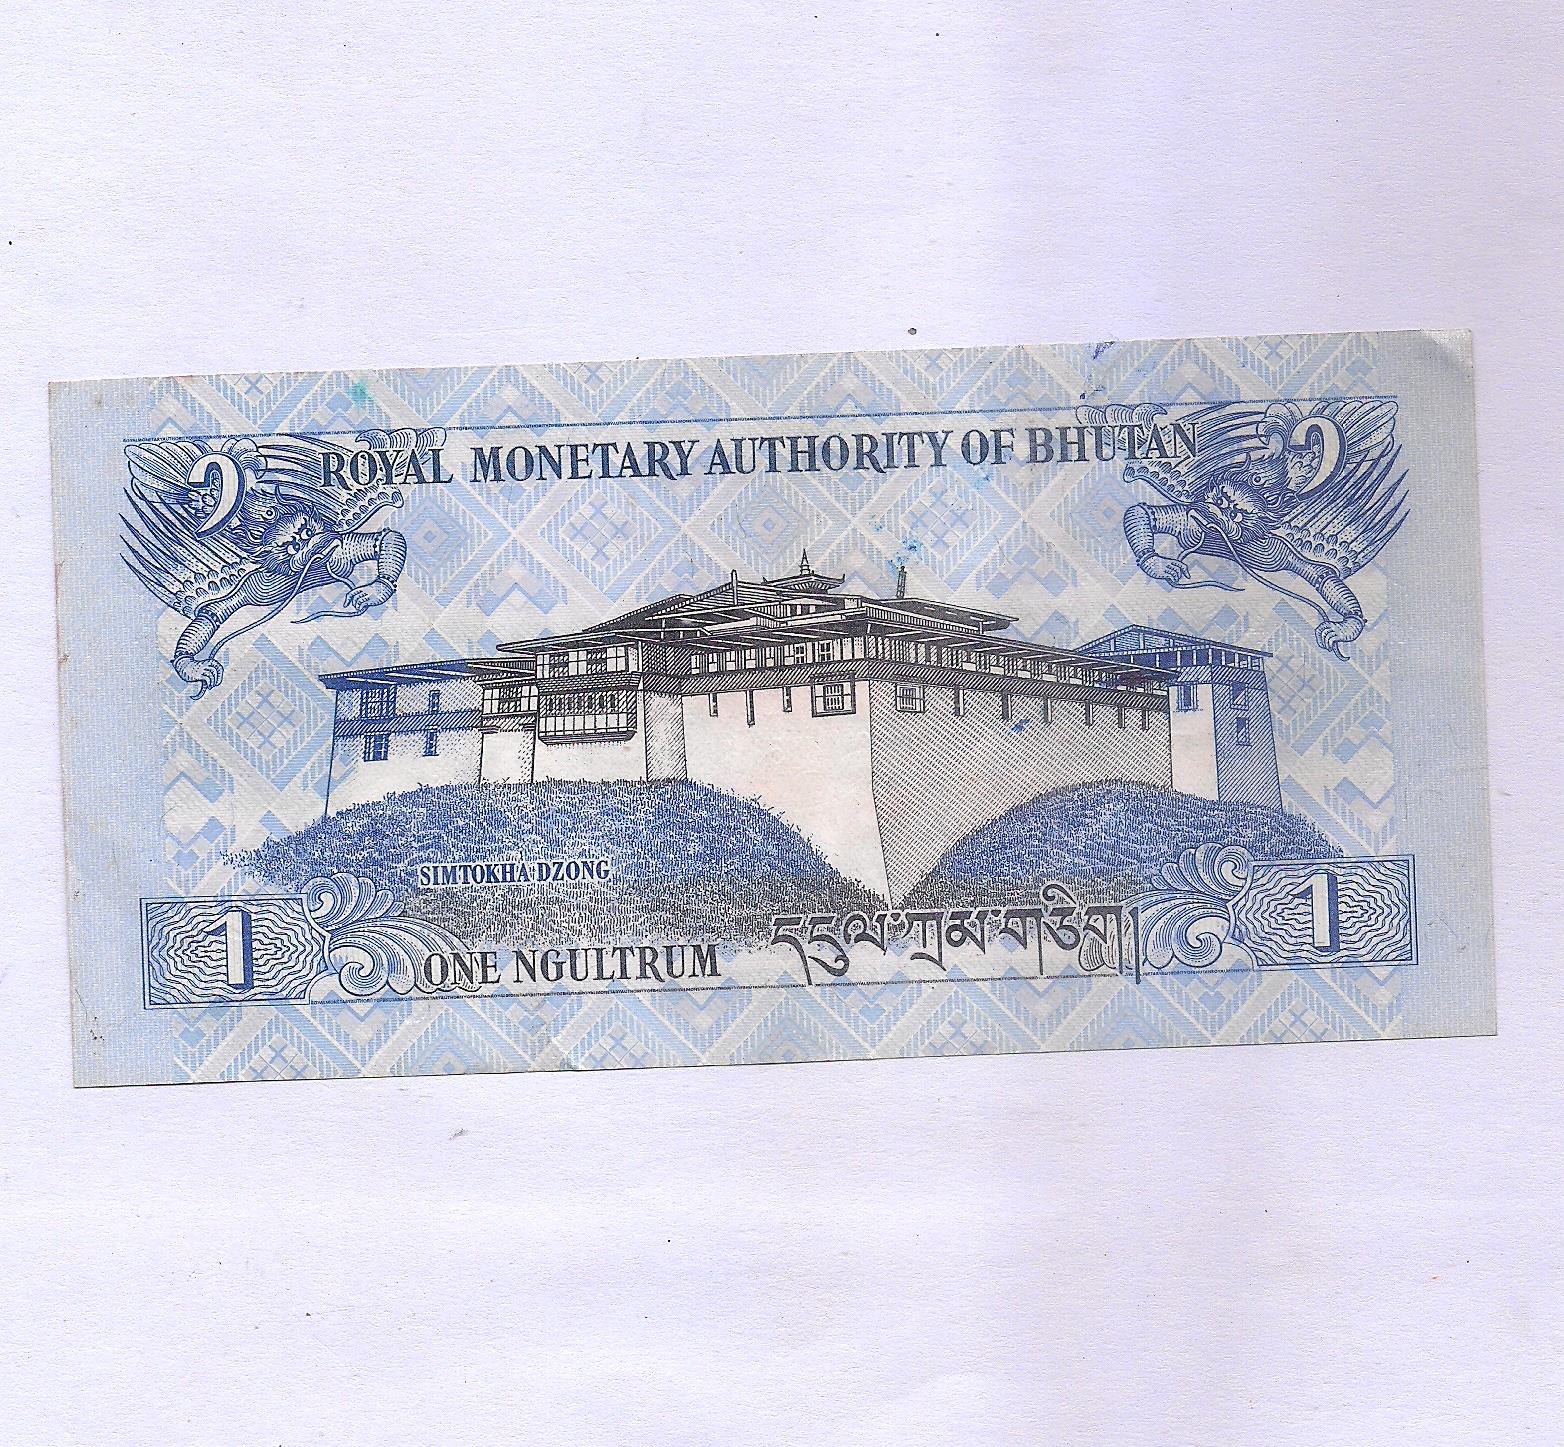 ༡ ROYAL MONETARY AUTHORITY OF BHUTAN ༡
SIMTOKHA DZONG
1 ONE NGULTRUM དངུལ་ཀྲམ་གཅིག། 1